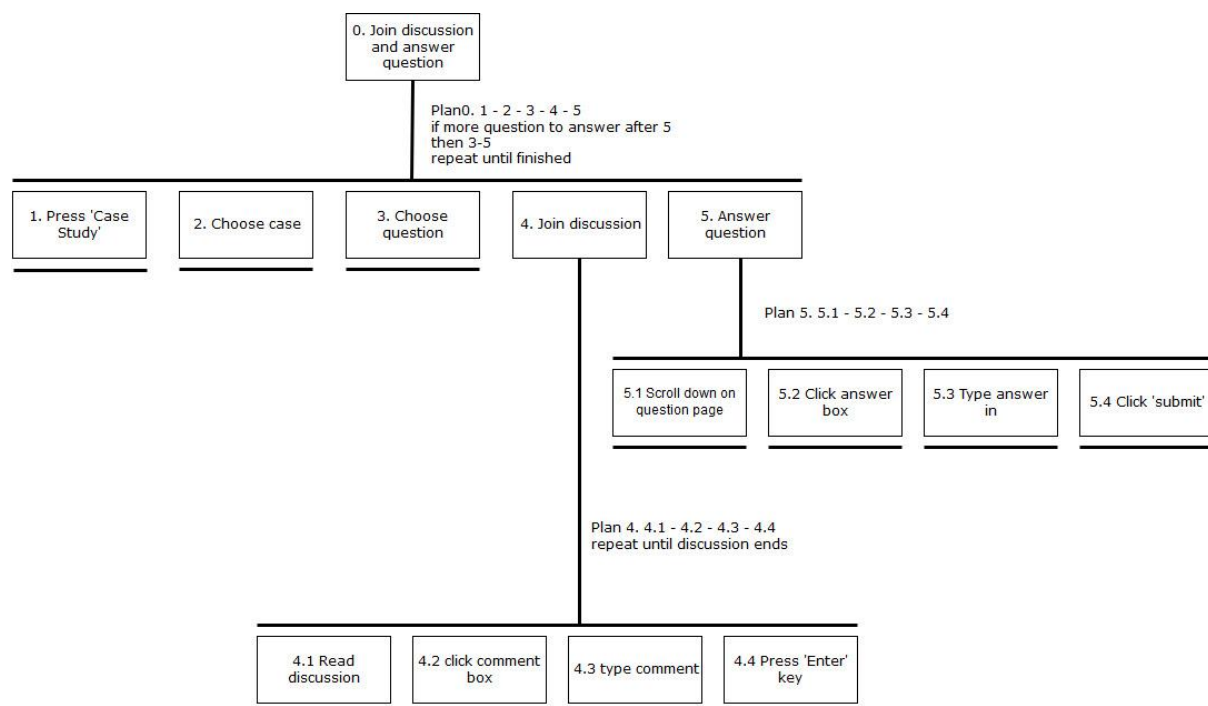 0. Join discussion
and answer
question
Plan0. 1 - 2 - 3 - 4 - 5
if more question to answer after 5
then 3-5
repeat until finished
1. Press 'Case
Study'
2. Choose case
3. Choose
question
4. Join discussion
5. Answer
question
Plan 5. 5.1 - 5.2 - 5.3 - 5.4
5.1 Scroll down on
question page
5.2 Click answer
box
5.3 Type answer
in
5.4 Click 'submit'
Plan 4. 4.1 - 4.2 - 4.3 - 4.4
repeat until discussion ends
4.1 Read
discussion
4.2 click comment
box
4.3 type comment
4.4 Press 'Enter'
key